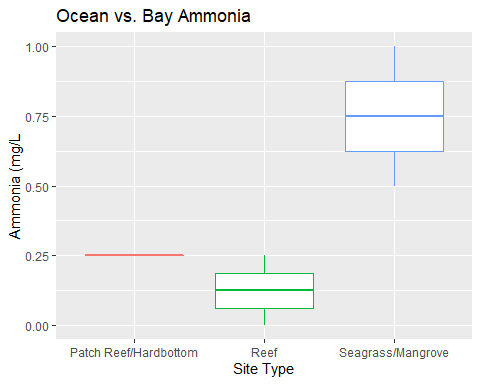 Ocean vs. Bay Ammonia
1.00
0.75
0.50
0.25
0.00
Ammonia (mg/L
Patch Reef/Hardbottom Reef Seagrass/Mangrove
Site Type